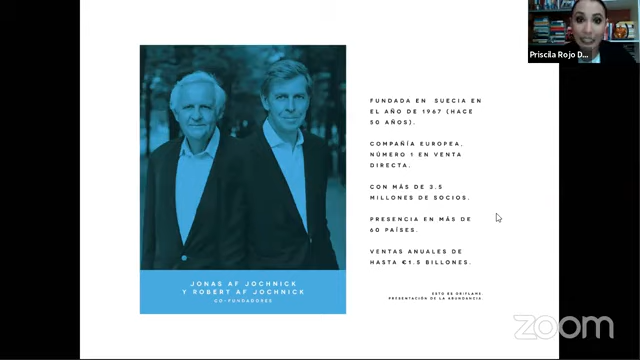 Priscila Rojo D...
FUNDADA EN SUECIA EN
EL AÑO DE 1967 (HACE
50 AÑOS).
COMPAÑÍA EUROPEA,
NÚMERO 1 EN VENTA
DIRECTA.
CON MÁS DE 3.5
MILLONES DE SOCIOS.
PRESENCIA EN MÁS DE
60 PAÍSES.
VENTAS ANUALES DE
HASTA €1.5 BILLONES.
JONAS AF JOCHNICK
Y ROBERT AF JOCHNICK
CO-FUNDADORES
ESTO ES ORIFLAME.
PRESENTACIÓN DE LA ABUNDANCIA.
zoom